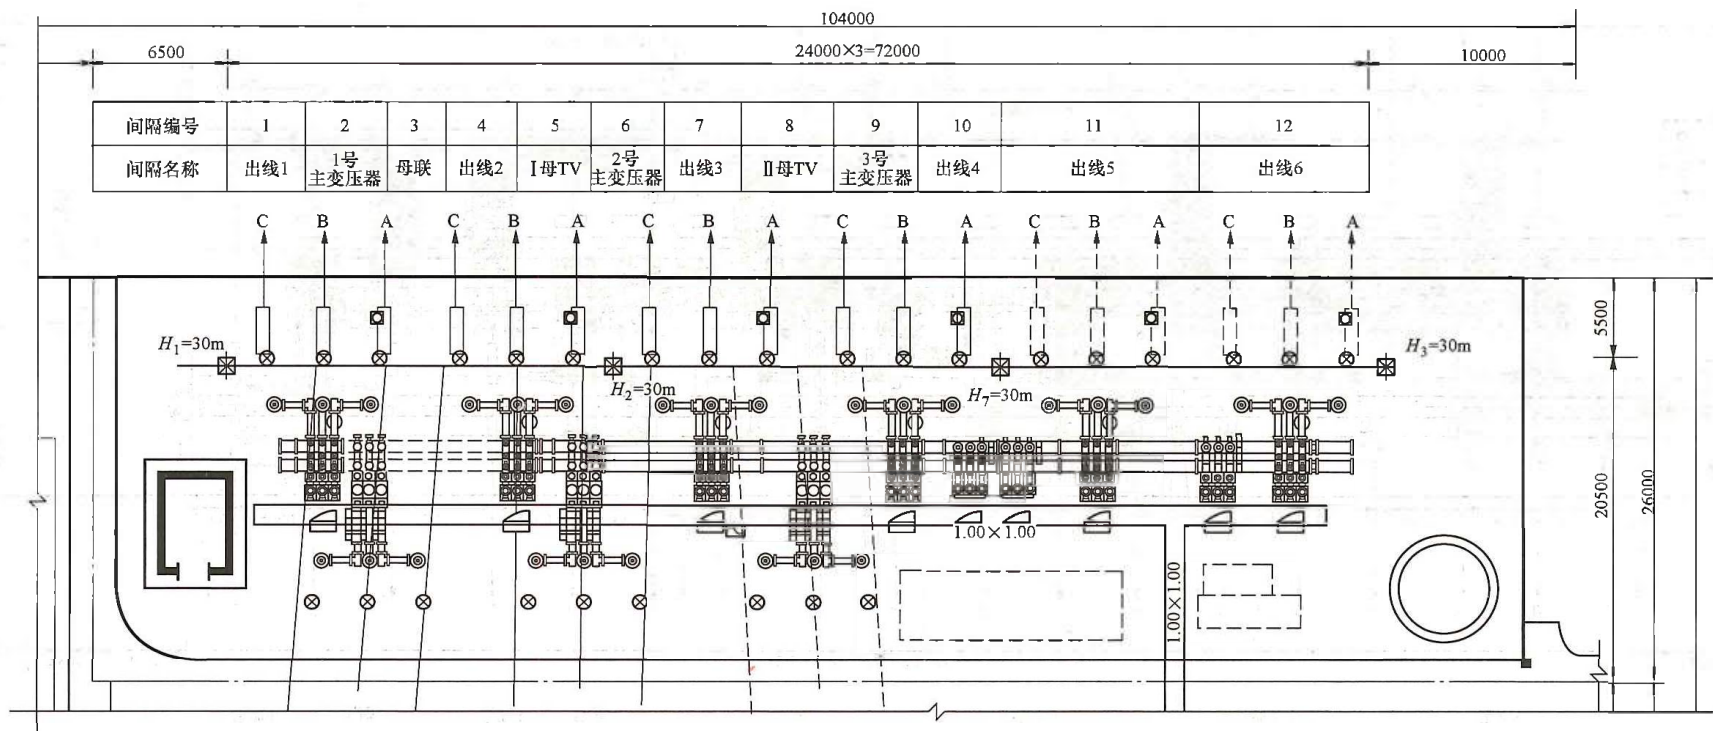 104000
6500 24000×3=72000 10000
间隔编号 1 2 3 4 5 6 7 8 9 10 11 12
间隔名称 出线1 1号主变压器 母联 出线2 Ⅰ母TV 2号主变压器 出线3 Ⅱ母TV 3号主变压器 出线4 出线5 出线6
C B A C B A C B A C B A C B A C B A
5500
H₁=30m
H₃=30m
H₂=30m
H₇=30m
20500
26000
1.00×1.00
1.00×1.00